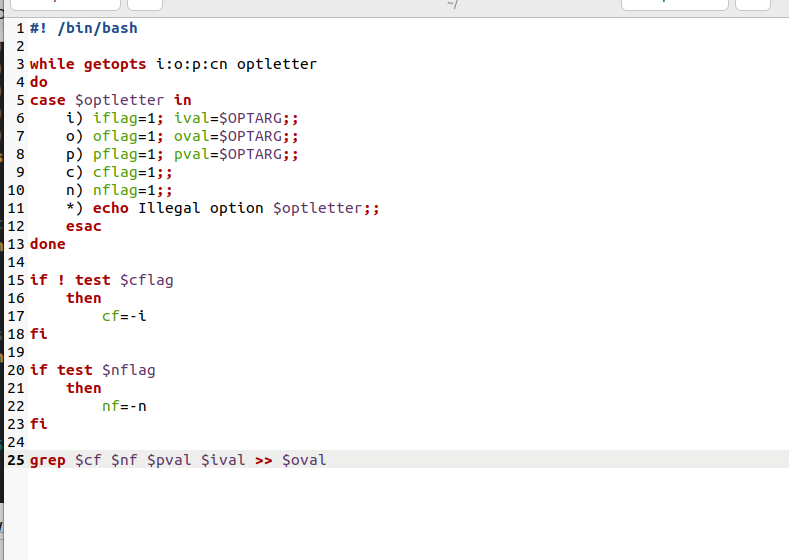 ~/
1 #! /bin/bash
2
3 while getopts i:o:p:cn optletter
4 do
5 case $optletter in
6     i) iflag=1; ival=$OPTARG;;
7     o) oflag=1; oval=$OPTARG;;
8     p) pflag=1; pval=$OPTARG;;
9     c) cflag=1;;
10     n) nflag=1;;
11     *) echo Illegal option $optletter;;
12     esac
13 done
14
15 if ! test $cflag
16     then
17         cf=-i
18 fi
19
20 if test $nflag
21     then
22         nf=-n
23 fi
24
25 grep $cf $nf $pval $ival >> $oval